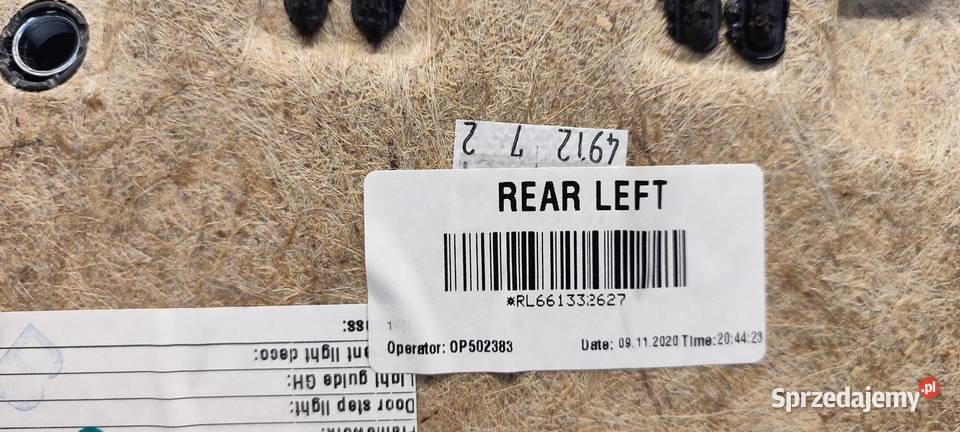 4912 7 2
REAR LEFT
*RL661332627
Operator: OP502383
Date: 09.11.2020 Time:20:44:23
light deco:
Light guide GH:
Door step light:
Framework:
Sprzedajemy.pl